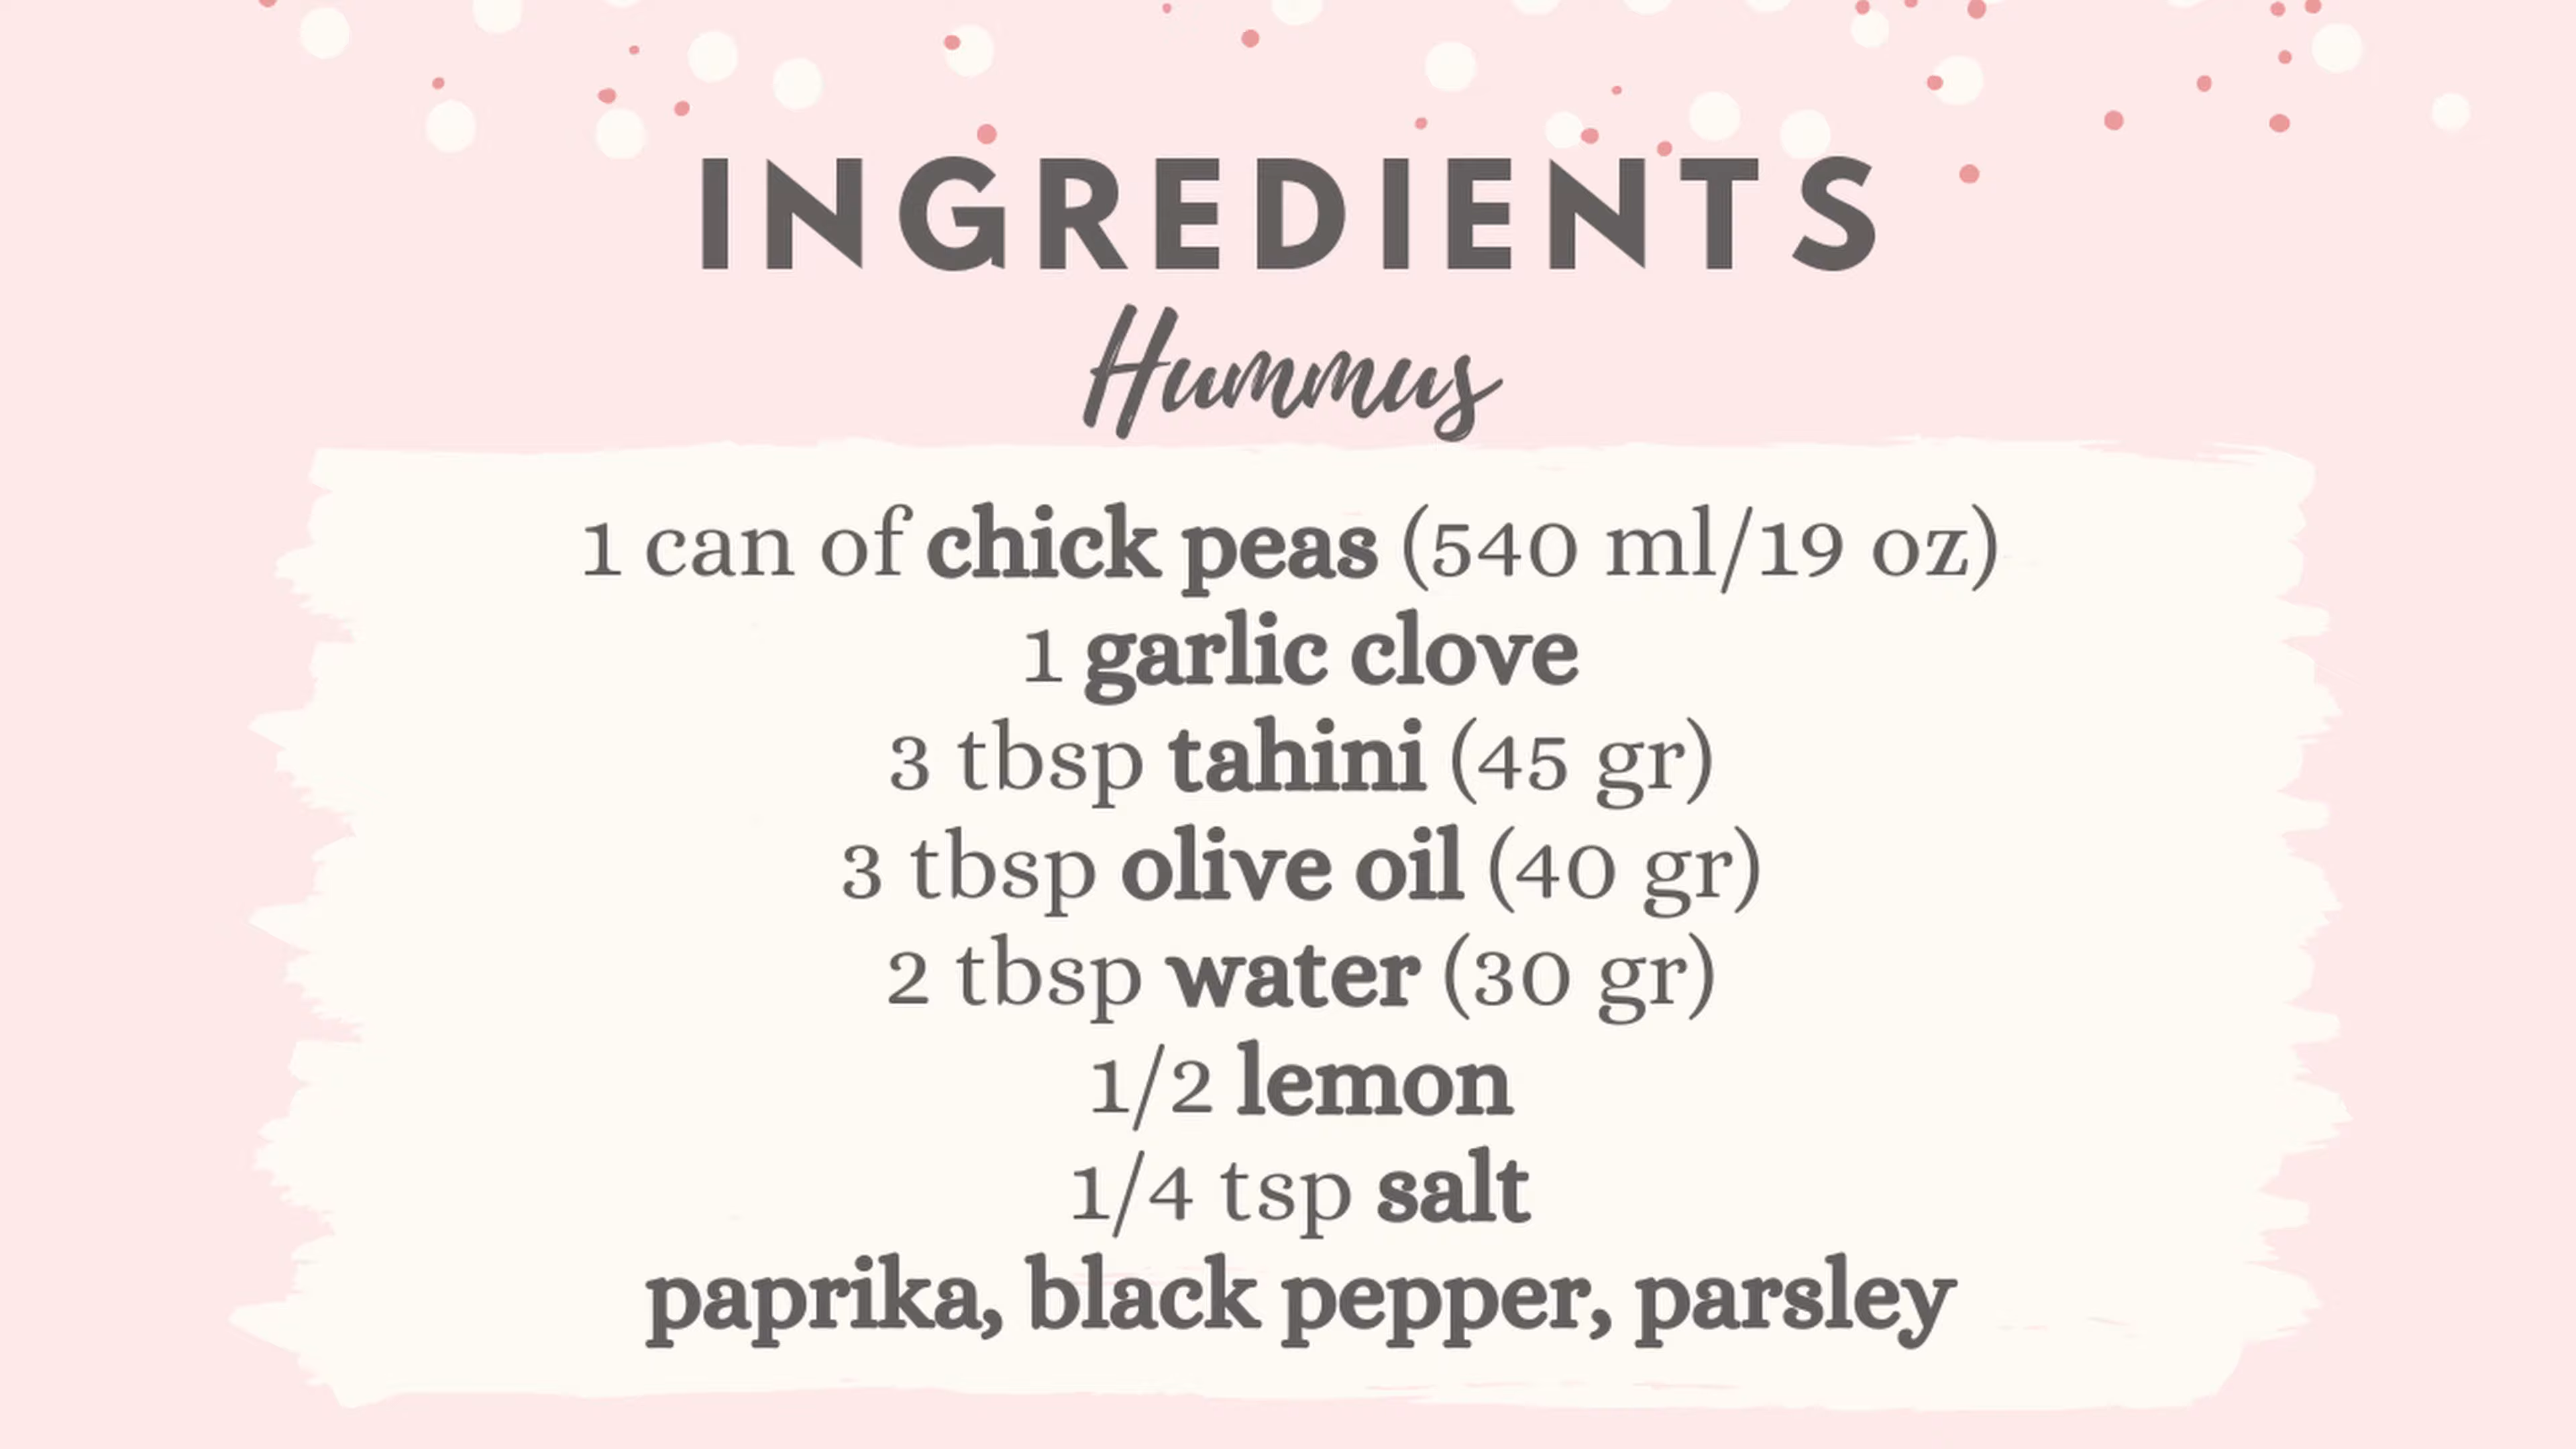 INGREDIENTS
Hummus
1 can of chick peas (540 ml/19 oz)
1 garlic clove
3 tbsp tahini (45 gr)
3 tbsp olive oil (40 gr)
2 tbsp water (30 gr)
1/2 lemon
1/4 tsp salt
paprika, black pepper, parsley